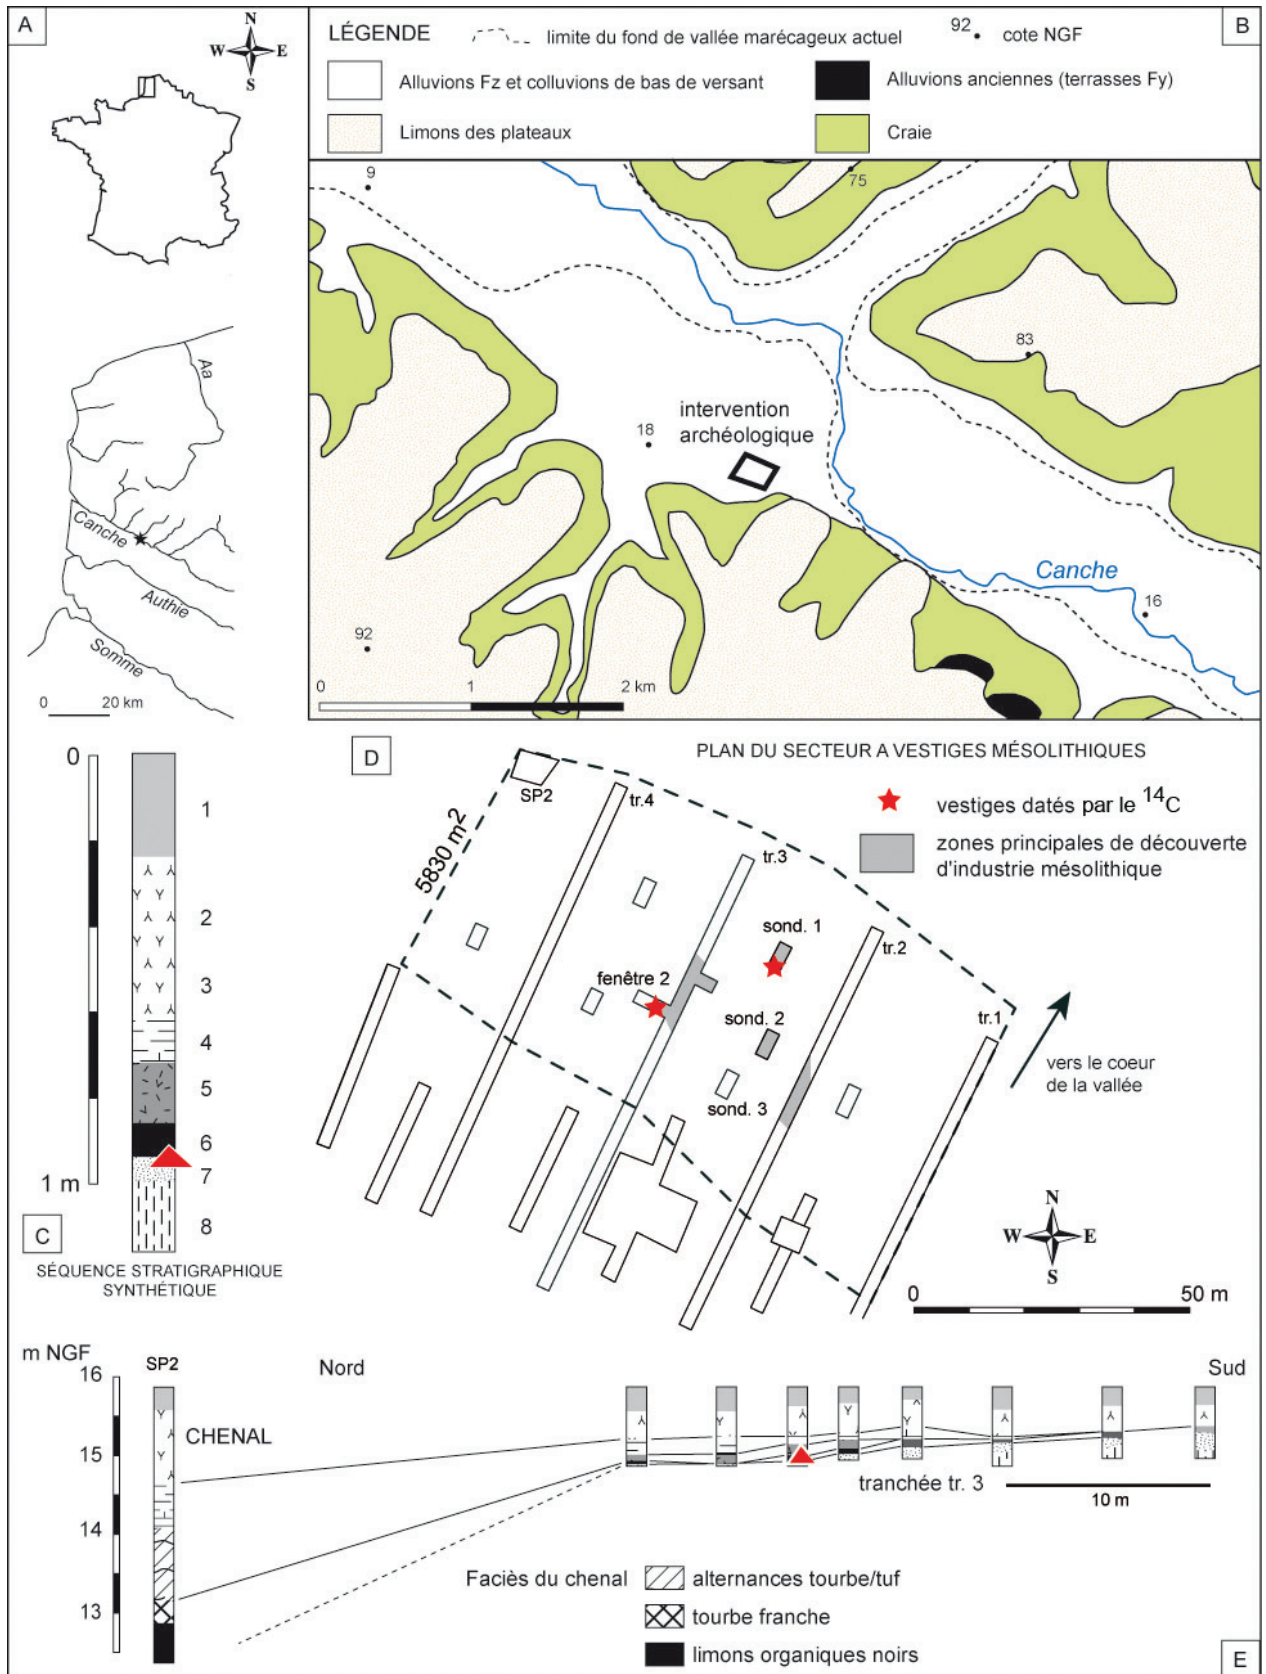 A
N
W E
S
Aa
Canche
Authie
Somme
0 20 km
B
LÉGENDE
limite du fond de vallée marécageux actuel
92 cote NGF
Alluvions Fz et colluvions de bas de versant
Alluvions anciennes (terrasses Fy)
Limons des plateaux
Craie
9
75
83
intervention
archéologique
18
Canche
16
92
0 1 2 km
0
1
2
3
4
5
6
7
8
1 m
C
SÉQUENCE STRATIGRAPHIQUE
SYNTHÉTIQUE
D
PLAN DU SECTEUR A VESTIGES MÉSOLITHIQUES
vestiges datés par le 14C
zones principales de découverte
d'industrie mésolithique
SP2
tr.4
5830 m2
tr.3
sond. 1
tr.2
fenêtre 2
sond. 2
tr.1
sond. 3
vers le coeur
de la vallée
N
W E
S
0 50 m
m NGF
SP2
Nord
Sud
16
CHENAL
15
tranchée tr. 3
10 m
14
13
Faciès du chenal
alternances tourbe/tuf
tourbe franche
limons organiques noirs
E